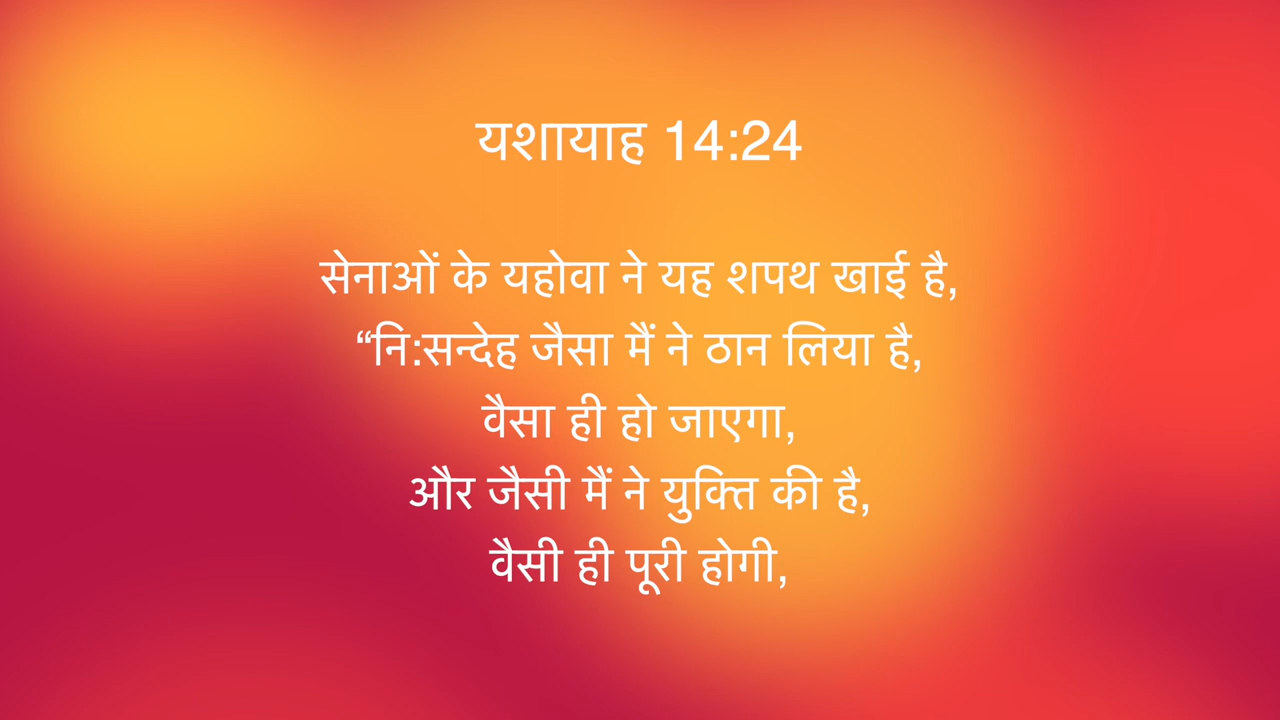 यशायाह 14:24
सेनाओं के यहोवा ने यह शपथ खाई है,
“नि:सन्देह जैसा मैं ने ठान लिया है,
वैसा ही हो जाएगा,
और जैसी मैं ने युक्ति की है,
वैसी ही पूरी होगी,